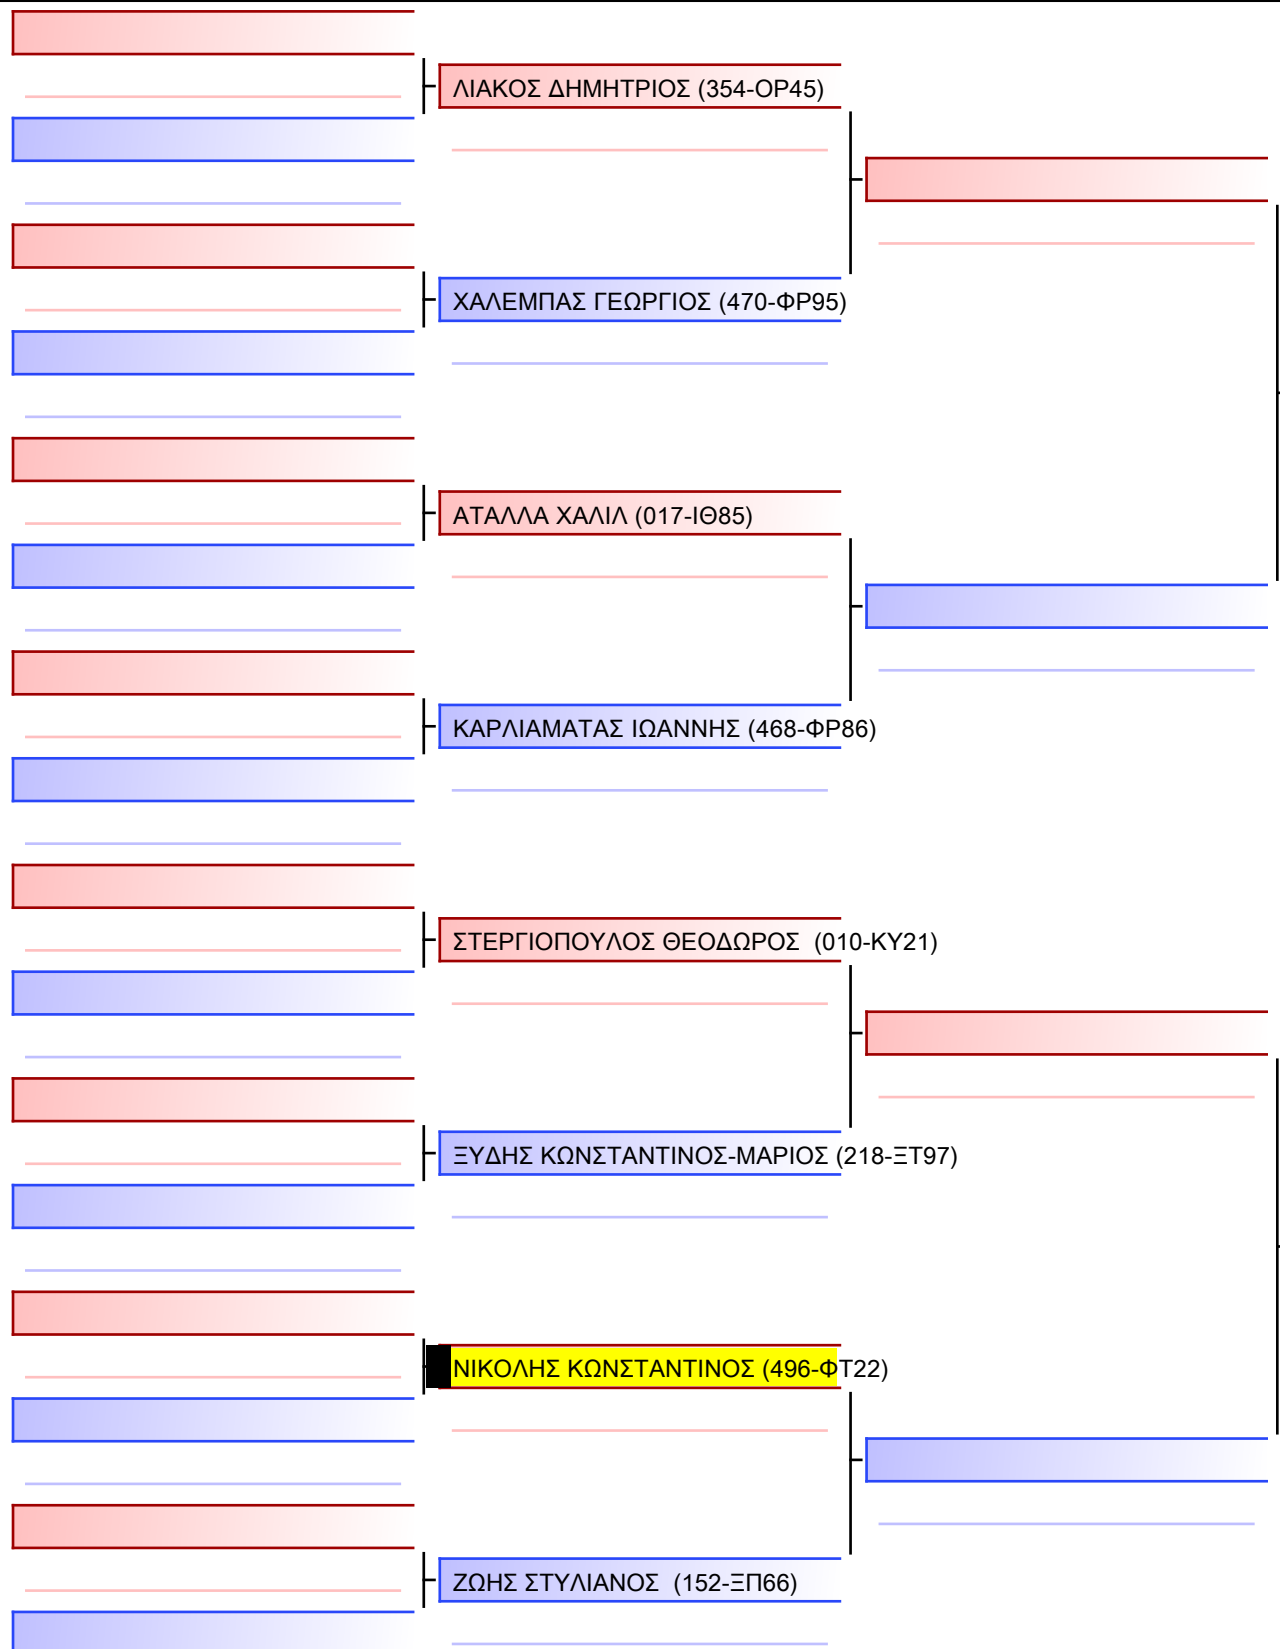 ΛΙΑΚΟΣ ΔΗΜΗΤΡΙΟΣ (354-ΟΡ45)
ΧΑΛΕΜΠΑΣ ΓΕΩΡΓΙΟΣ (470-ΦΡ95)
ΑΤΑΛΛΑ ΧΑΛΙΛ (017-ΙΘ85)
ΚΑΡΛΙΑΜΑΤΑΣ ΙΩΑΝΝΗΣ (468-ΦΡ86)
ΣΤΕΡΓΙΟΠΟΥΛΟΣ ΘΕΟΔΩΡΟΣ (010-ΚΥ21)
ΞΥΔΗΣ ΚΩΝΣΤΑΝΤΙΝΟΣ-ΜΑΡΙΟΣ (218-ΞΤ97)
ΝΙΚΟΛΗΣ ΚΩΝΣΤΑΝΤΙΝΟΣ (496-ΦΤ22)
ΖΩΗΣ ΣΤΥΛΙΑΝΟΣ (152-ΞΠ66)